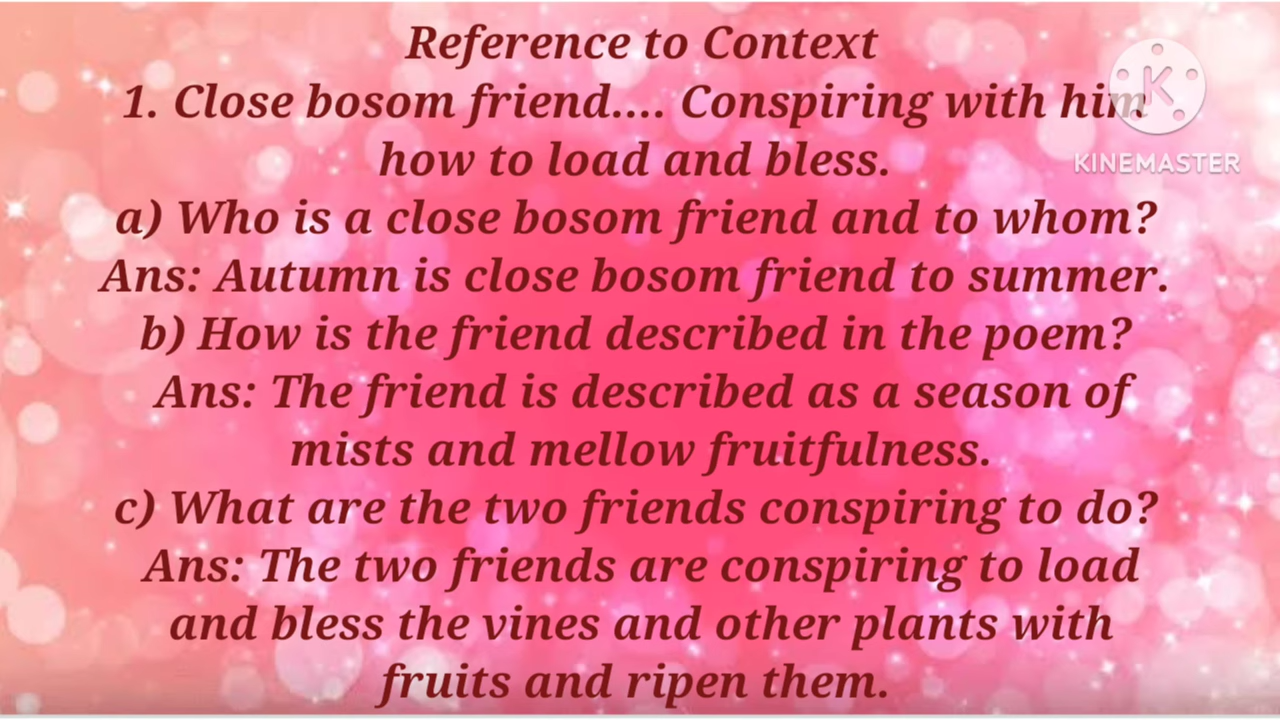 Reference to Context
1. Close bosom friend.... Conspiring with him
how to load and bless.
KINEMASTER
a) Who is a close bosom friend and to whom?
Ans: Autumn is close bosom friend to summer.
b) How is the friend described in the poem?
Ans: The friend is described as a season of
mists and mellow fruitfulness.
c) What are the two friends conspiring to do?
Ans: The two friends are conspiring to load
and bless the vines and other plants with
fruits and ripen them.